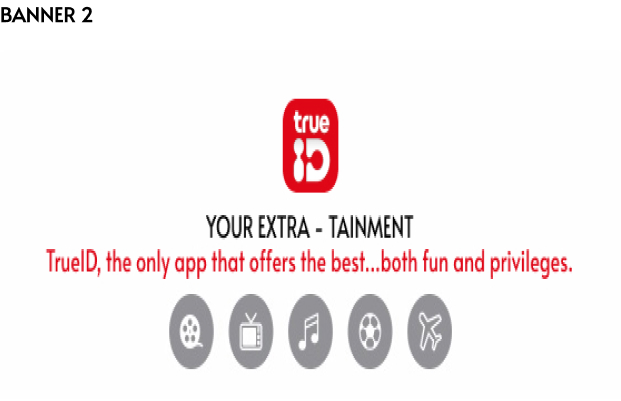 BANNER 2
true
iD
YOUR EXTRA - TAINMENT
TrueID, the only app that offers the best...both fun and privileges.